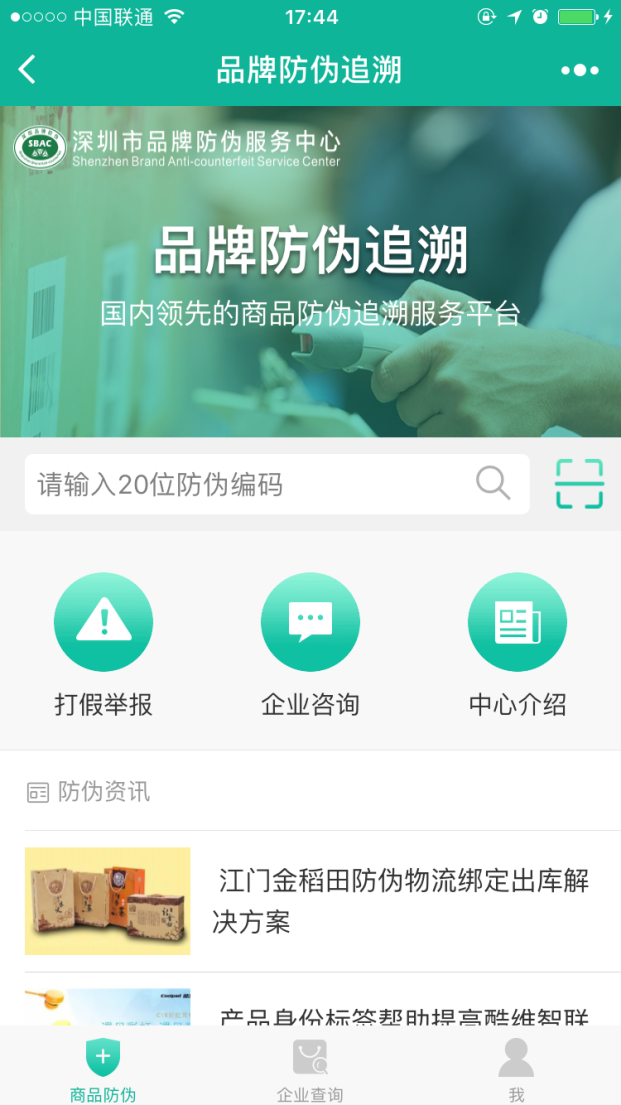 中国联通
17:44
品牌防伪追溯
SBAC
深圳市品牌防伪服务中心
Shenzhen Brand Anti-counterfeit Service Center
品牌防伪追溯
国内领先的商品防伪追溯服务平台
请输入20位防伪编码
打假举报
企业咨询
中心介绍
防伪资讯
江门金稻田防伪物流绑定出库解
决方案
Coolpad
产品身份标签帮助提高酷维智联
商品防伪
企业查询
我